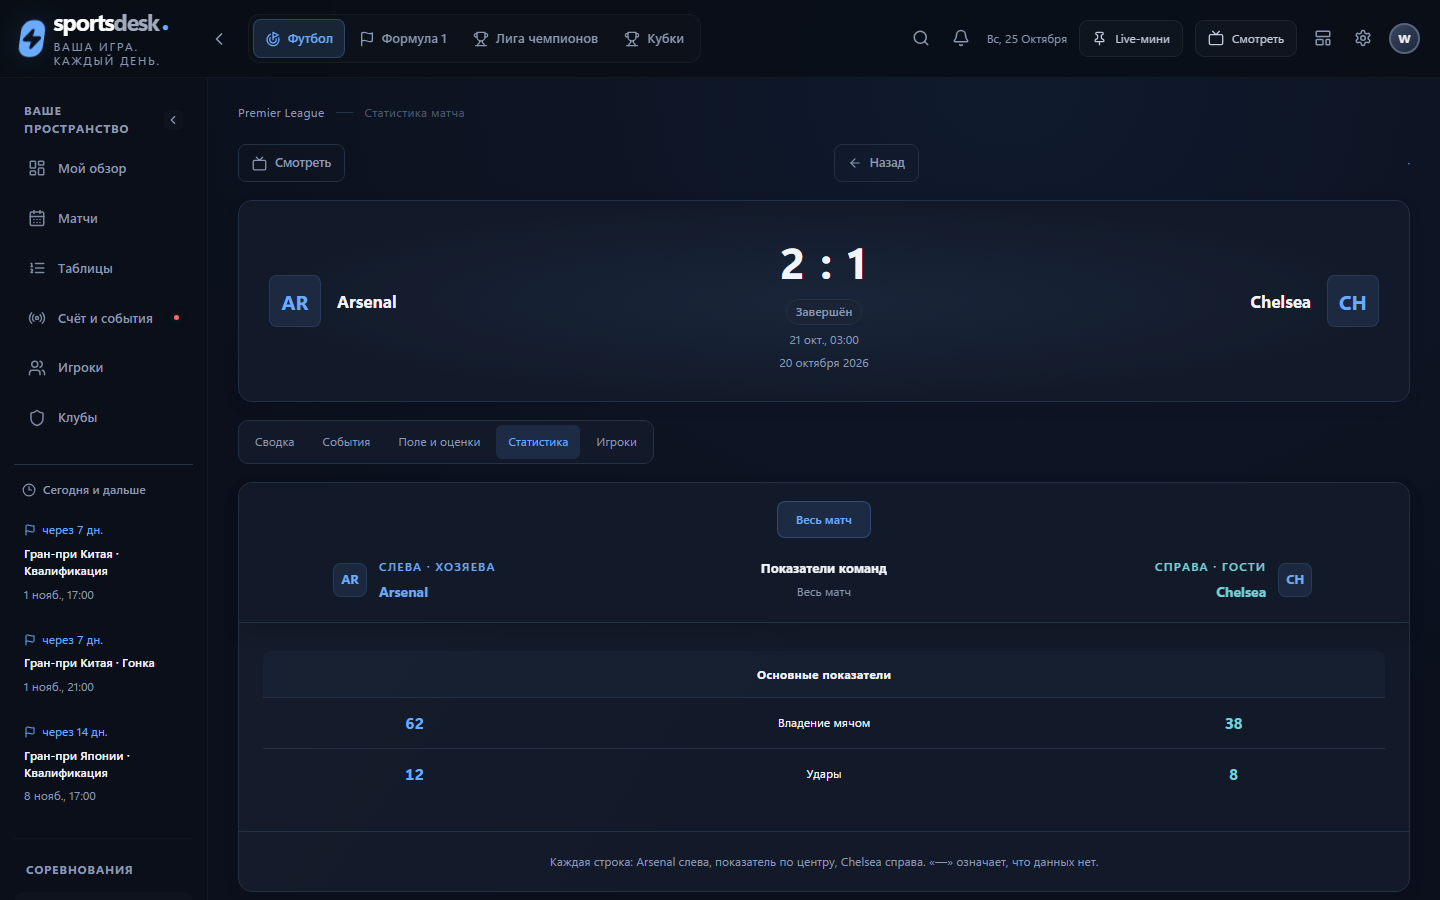 sportsdesk.
ВАША ИГРА.
КАЖДЫЙ ДЕНЬ.
Футбол
Формула 1
Лига чемпионов
Кубки
Вс, 25 Октября
Live-мини
Смотреть
W
ВАШЕ
ПРОСТРАНСТВО
Мой обзор
Матчи
Таблицы
Счёт и события
Игроки
Клубы
Сегодня и дальше
через 7 дн.
Гран-при Китая ·
Квалификация
1 нояб., 17:00
через 7 дн.
Гран-при Китая · Гонка
1 нояб., 21:00
через 14 дн.
Гран-при Японии ·
Квалификация
8 нояб., 17:00
СОРЕВНОВАНИЯ
Premier League — Статистика матча
Смотреть
Назад
·
AR
Arsenal
2 : 1
Завершён
21 окт., 03:00
20 октября 2026
Chelsea
CH
Сводка
События
Поле и оценки
Статистика
Игроки
Весь матч
AR
СЛЕВА · ХОЗЯЕВА
Arsenal
Показатели команд
Весь матч
СПРАВА · ГОСТИ
Chelsea
CH
Основные показатели
62 Владение мячом 38
12 Удары 8
Каждая строка: Arsenal слева, показатель по центру, Chelsea справа. «—» означает, что данных нет.